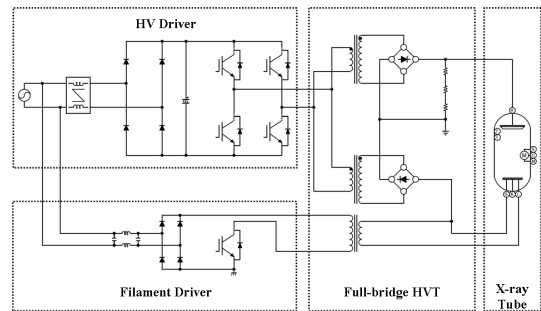 HV Driver
M
Filament Driver
Full-bridge HVT
X-ray
Tube